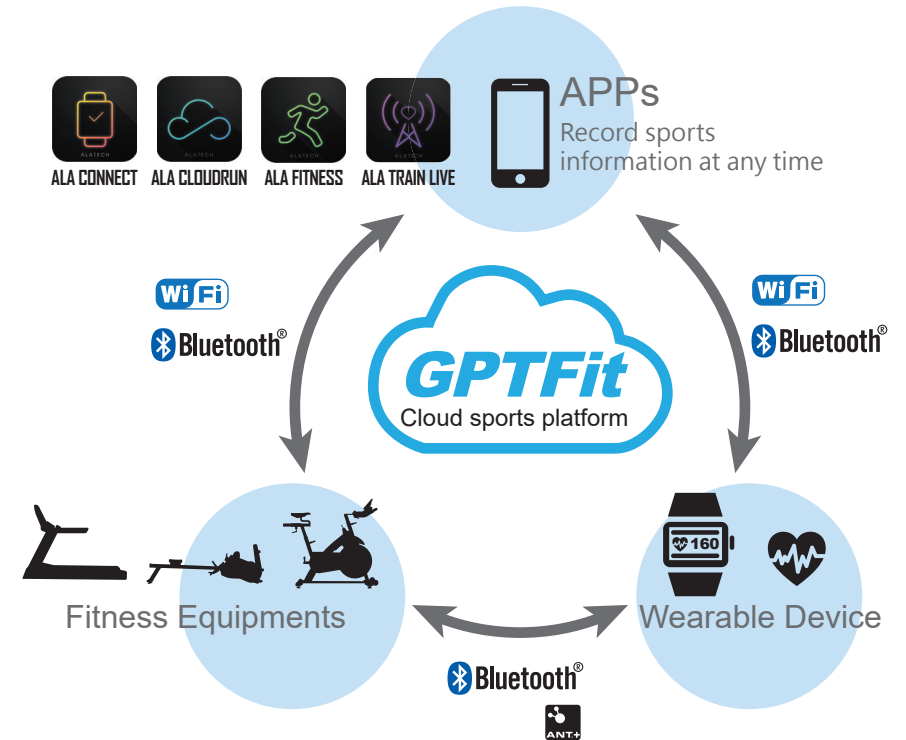 APPs
Record sports
information at any time
ALATECH
ALATECH
ALATECH
ALATECH
ALA CONNECT
ALA CLOUDRUN
ALA FITNESS
ALA TRAIN LIVE
WiFi
Bluetooth®
WiFi
Bluetooth®
GPTFit
Cloud sports platform
160
Fitness Equipments
Wearable Device
Bluetooth®
ANT+